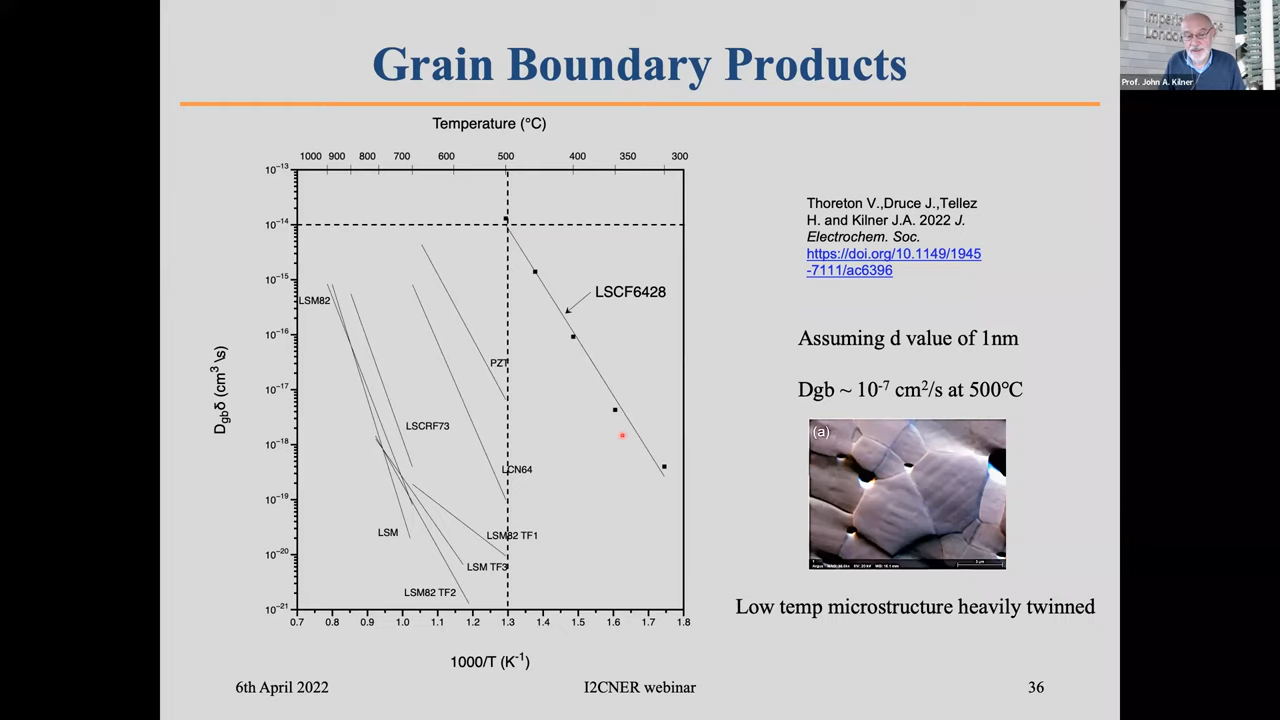 Grain Boundary Products
Imperial
London
Prof. John A. Kilner
Temperature (°C)
1000 900 800 700 600 500 400 350 300
10⁻¹³
10⁻¹⁴
10⁻¹⁵
10⁻¹⁶
10⁻¹⁷
10⁻¹⁸
10⁻¹⁹
10⁻²⁰
10⁻²¹
D_gbδ (cm³ \s)
LSM82
LSCF6428
PZT
LSCRF73
LCN64
LSM
LSM82 TF1
LSM TF3
LSM82 TF2
0.7 0.8 0.9 1.0 1.1 1.2 1.3 1.4 1.5 1.6 1.7 1.8
1000/T (K⁻¹)
Thoreton V.,Druce J.,Tellez
H. and Kilner J.A. 2022 J.
Electrochem. Soc.
https://doi.org/10.1149/1945
-7111/ac6396
Assuming d value of 1nm
Dgb ~ 10⁻⁷ cm²/s at 500℃
(a)
Low temp microstructure heavily twinned
6th April 2022
I2CNER webinar
36